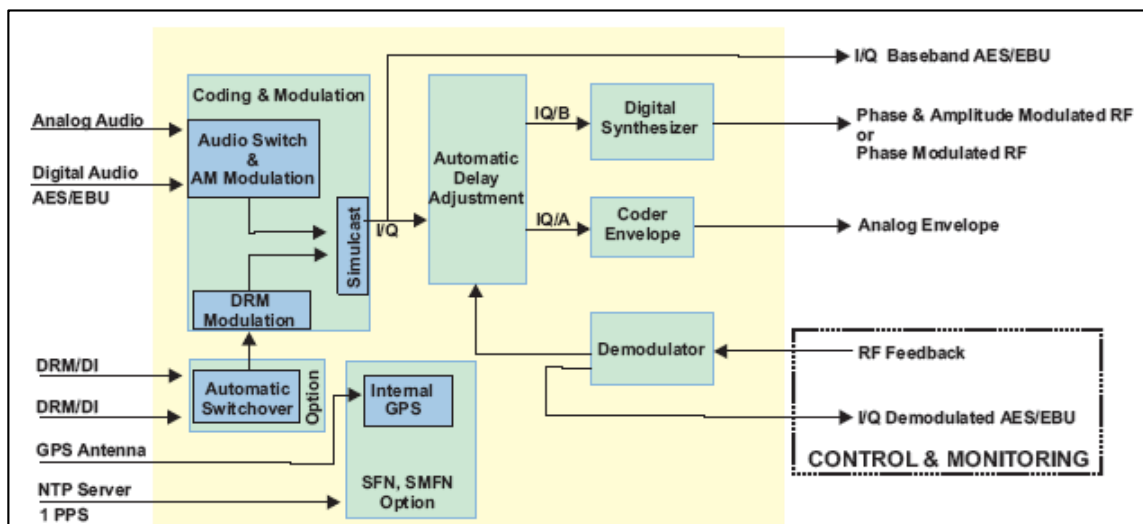 I/Q Baseband AES/EBU
Coding & Modulation
Analog Audio
Audio Switch
&
AM Modulation
Digital Audio
AES/EBU
Simulcast
I/Q
Automatic
Delay
Adjustment
IQ/B
Digital
Synthesizer
Phase & Amplitude Modulated RF
or
Phase Modulated RF
IQ/A
Coder
Envelope
Analog Envelope
DRM
Modulation
Demodulator
RF Feedback
I/Q Demodulated AES/EBU
CONTROL & MONITORING
DRM/DI
DRM/DI
Automatic
Switchover
Option
Internal
GPS
GPS Antenna
SFN, SMFN
Option
NTP Server
1 PPS